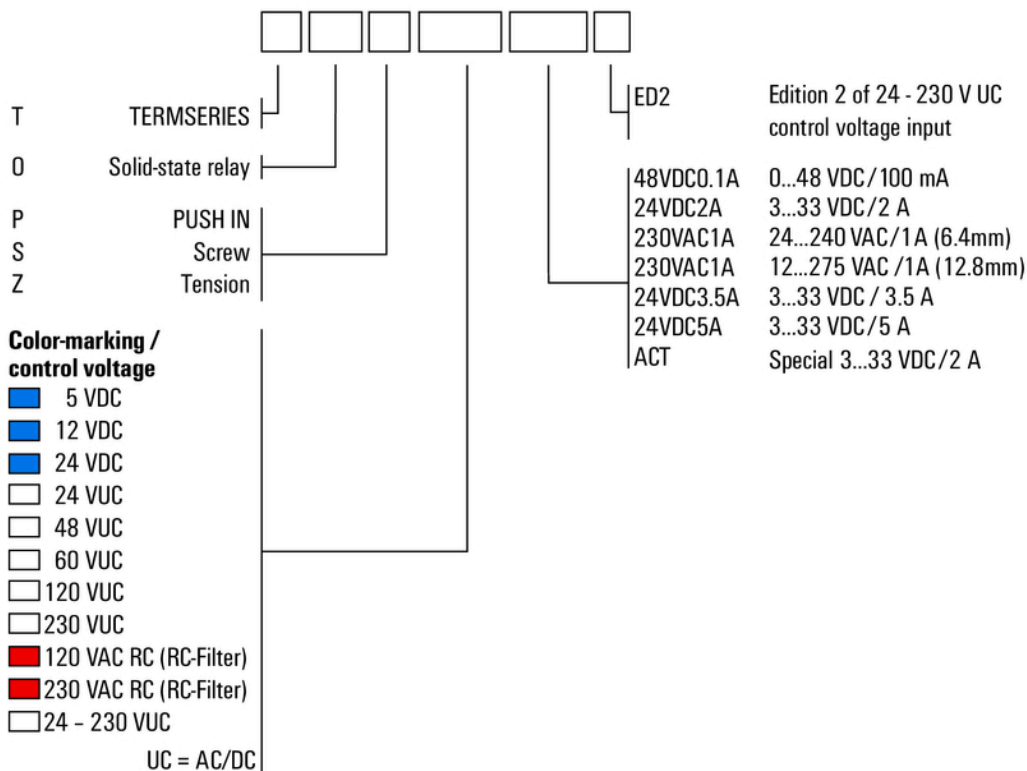 T TERMSERIES
O Solid-state relay
P PUSH IN
S Screw
Z Tension
Color-marking /
control voltage
5 VDC
12 VDC
24 VDC
24 VUC
48 VUC
60 VUC
120 VUC
230 VUC
120 VAC RC (RC-Filter)
230 VAC RC (RC-Filter)
24 – 230 VUC
UC = AC/DC
ED2 Edition 2 of 24 - 230 V UC
control voltage input
48VDC0.1A 0...48 VDC/100 mA
24VDC2A 3...33 VDC/2 A
230VAC1A 24...240 VAC/1A (6.4mm)
230VAC1A 12...275 VAC /1A (12.8mm)
24VDC3.5A 3...33 VDC / 3.5 A
24VDC5A 3...33 VDC/5 A
ACT Special 3...33 VDC/2 A